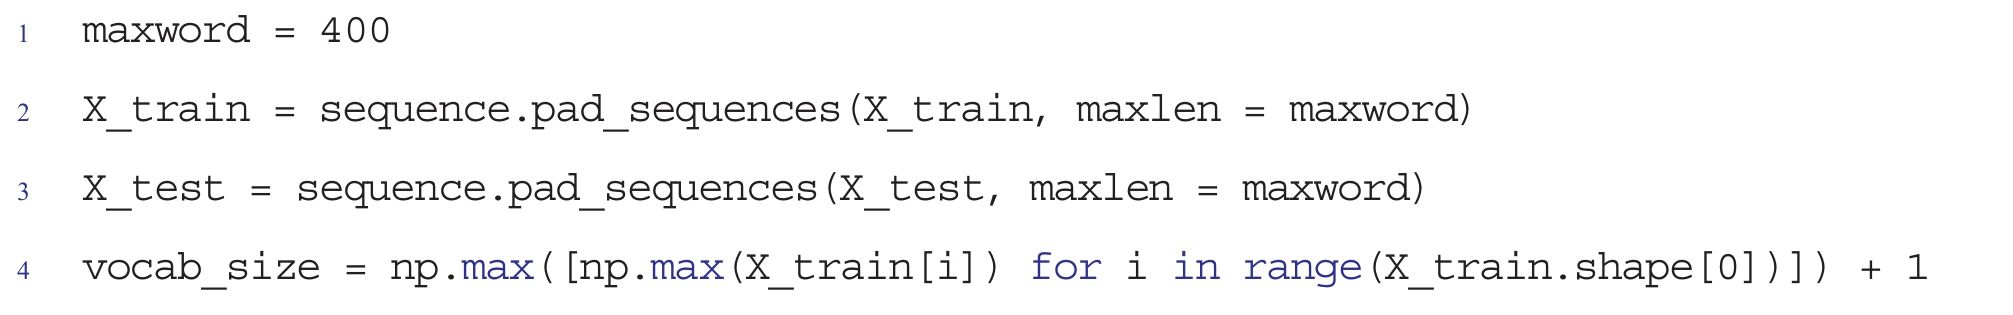 1 maxword = 400
2 X_train = sequence.pad_sequences(X_train, maxlen = maxword)
3 X_test = sequence.pad_sequences(X_test, maxlen = maxword)
4 vocab_size = np.max([np.max(X_train[i]) for i in range(X_train.shape[0])]) + 1